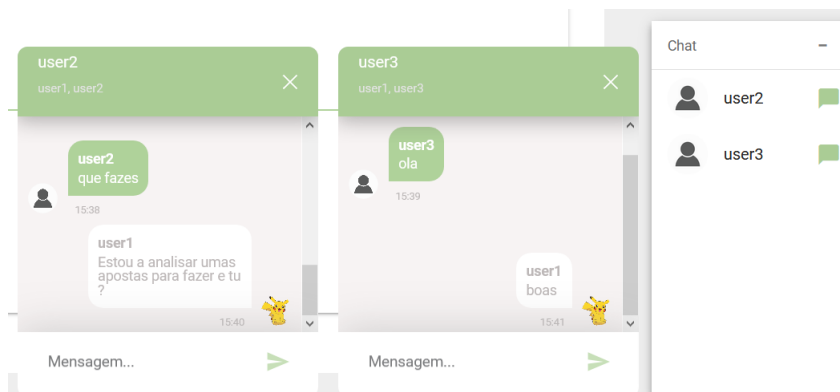 user2
user1, user2
user2
que fazes
15:38
user1
Estou a analisar umas
apostas para fazer e tu
?
15:40
Mensagem...
user3
user1, user3
user3
ola
15:39
user1
boas
15:41
Mensagem...
Chat
user2
user3